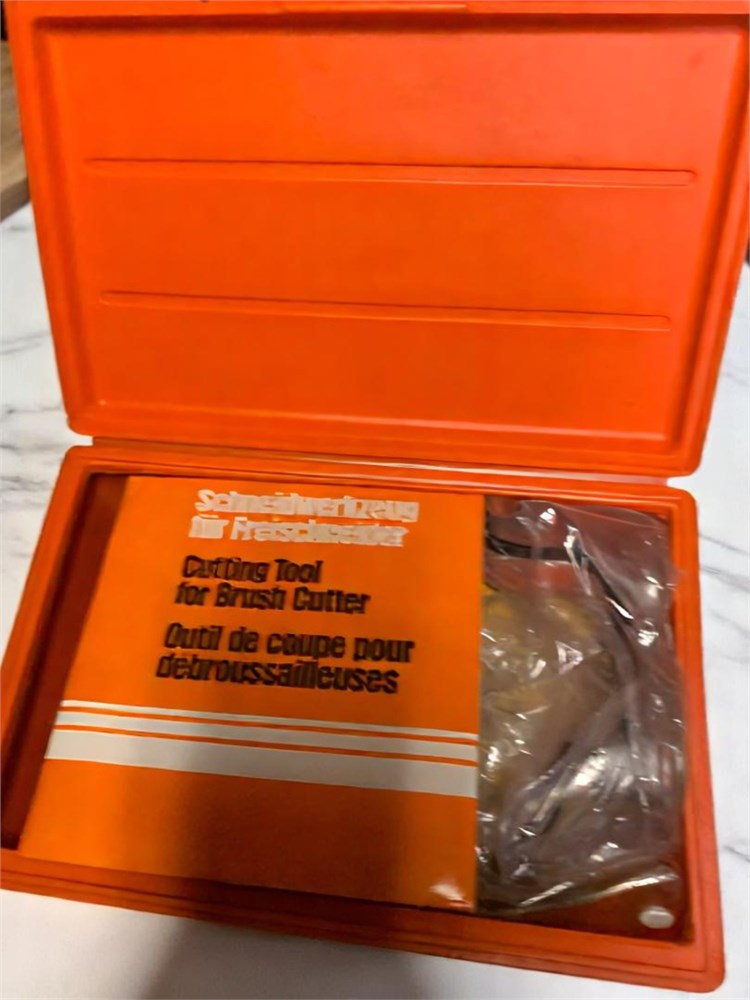 Schneidwerkzeug
für Freischneider
Cutting Tool
for Brush Cutter
Outil de coupe pour
débroussailleuses